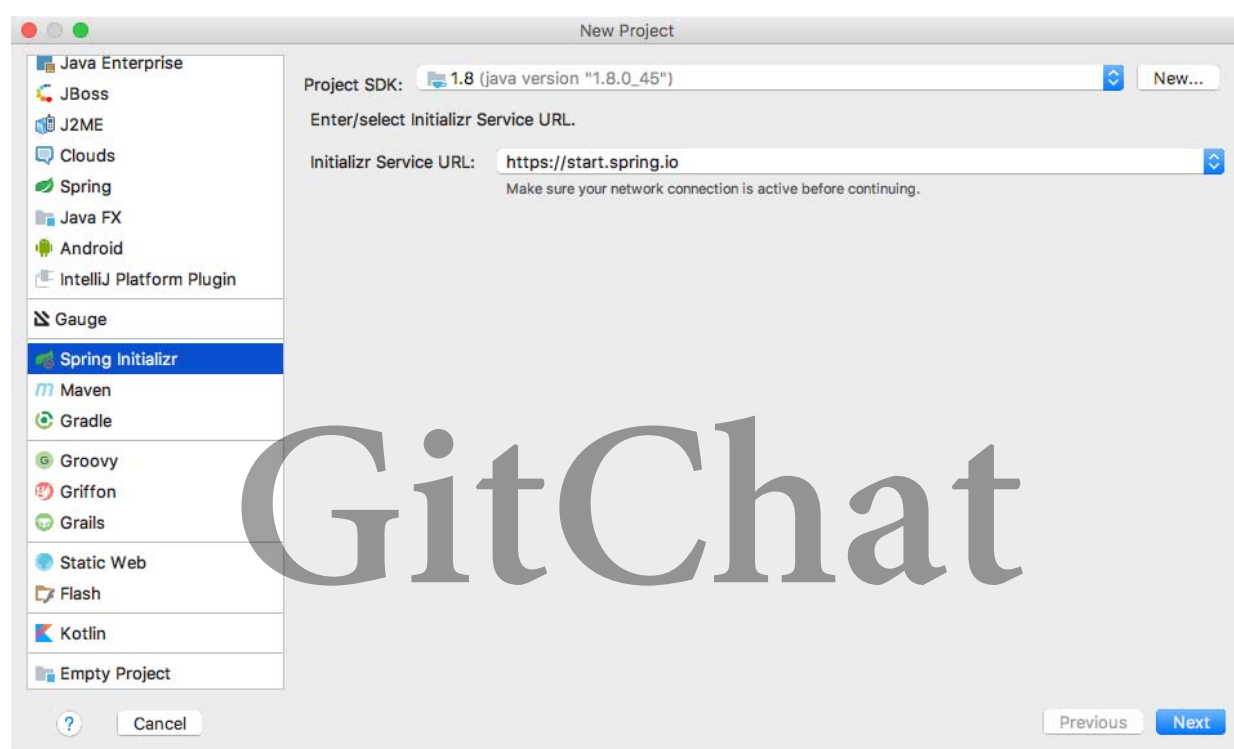 New Project
Java Enterprise
JBoss
J2ME
Clouds
Spring
Java FX
Android
IntelliJ Platform Plugin
Gauge
Spring Initializr
Maven
Gradle
G Groovy
Griffon
Grails
Static Web
Flash
Kotlin
Empty Project
Project SDK: 1.8 (java version "1.8.0_45") New...
Enter/select Initializr Service URL.
Initializr Service URL: https://start.spring.io
Make sure your network connection is active before continuing.
GitChat
? Cancel Previous Next